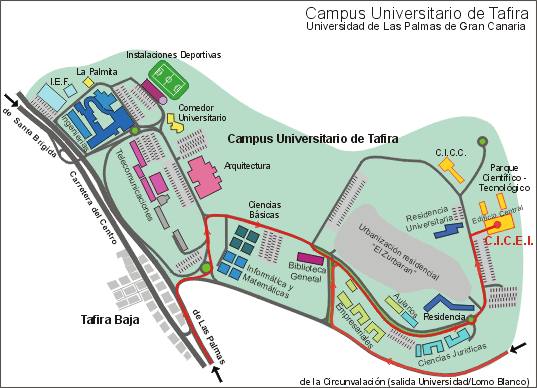 Campus Universitario de Tafira
Universidad de Las Palmas de Gran Canaria
Instalaciones Deportivas
La Palmita
I.E.F.
Comedor
Universitario
Ingenierías
de Santa Brígida
Carretera del Centro
Telecomunicaciones
Campus Universitario de Tafira
Arquitectura
C.I.C.C.
Parque
Científico -
Tecnológico
Ciencias
Básicas
Residencia
Universitaria
Edificio Central
C.I.C.E.I.
Urbanización residencial
"El Zurbarán"
Biblioteca
General
Informática y
Matemáticas
Aularios
Residencia
Empresariales
Ciencias Jurídicas
Tafira Baja
de Las Palmas
de la Circunvalación (salida Universidad/Lomo Blanco)